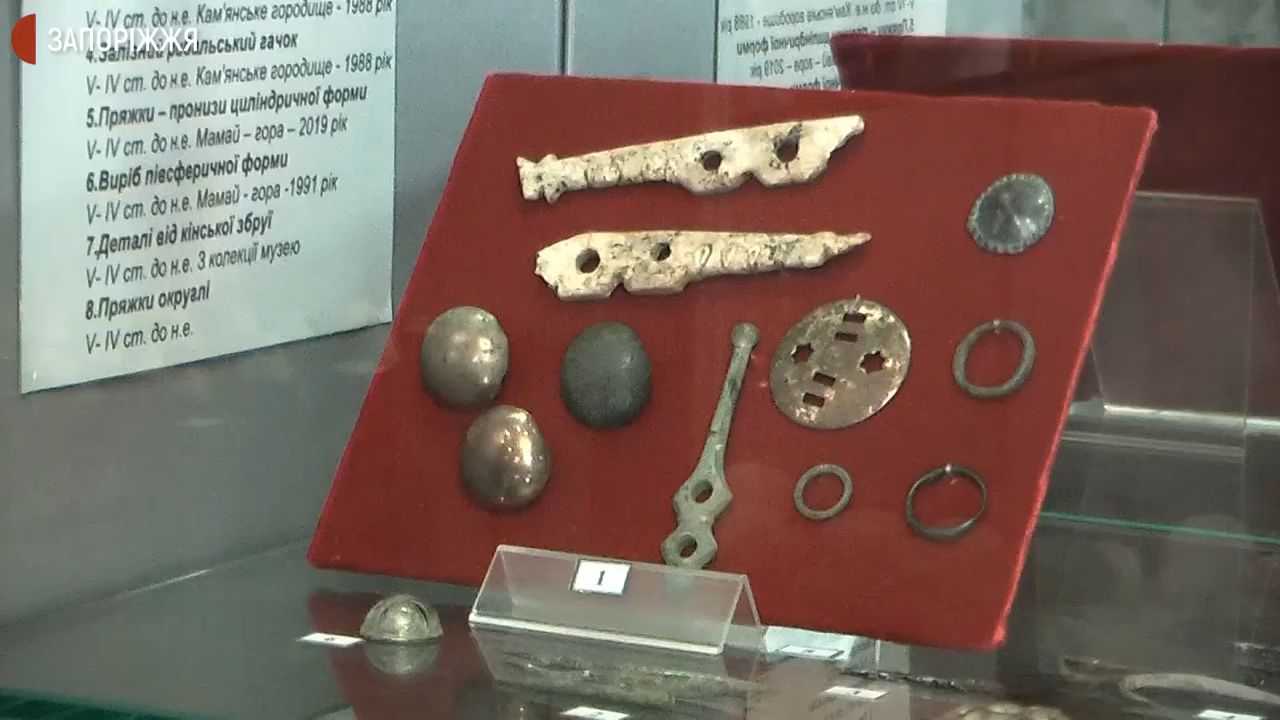 ЗАПОРІЖЖЯ
V- IV ст. до н.е. Кам'янське городище - 1988 рік
4.Залізний рибальський гачок
V- IV ст. до н.е. Кам'янське городище - 1988 рік
5.Пряжки – пронизи циліндричної форми
V- IV ст. до н.е. Мамай – гора – 2019 рік
6.Виріб півсферичної форми
V- IV ст. до н.е. Мамай - гора -1991 рік
7.Деталі від кінської збруї
V- IV ст. до н.е. З колекції музею
8.Пряжки округлі
V- IV ст. до н.е.
1